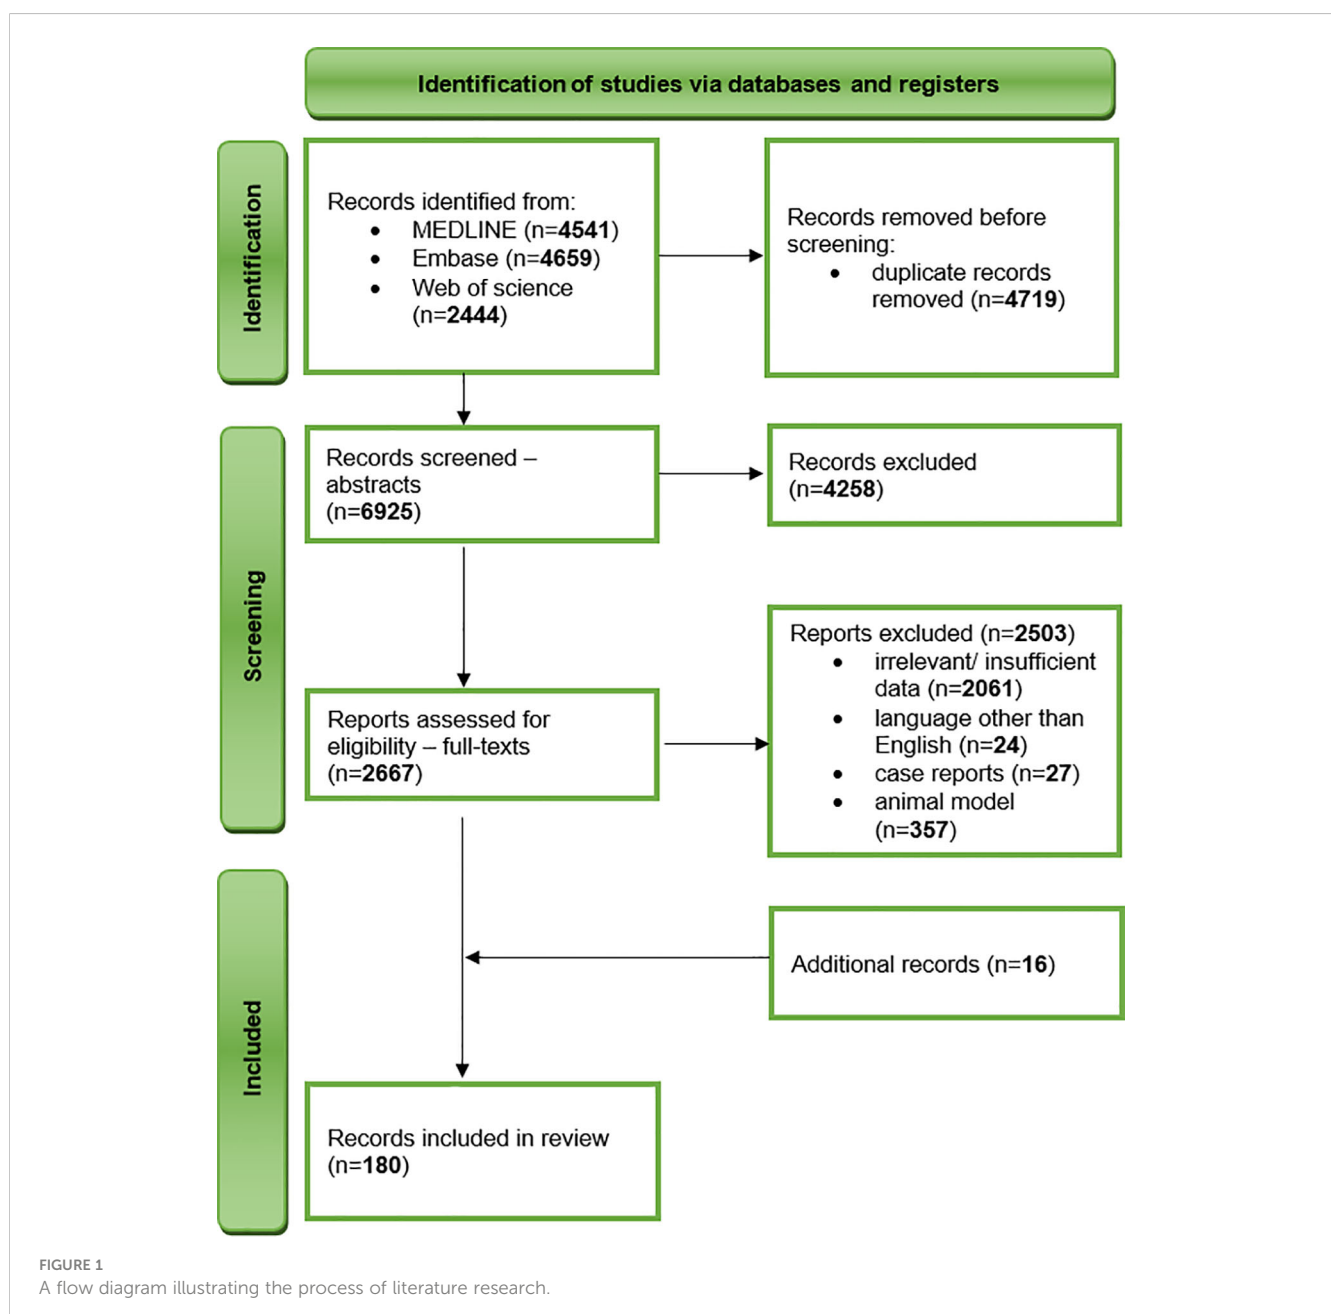 Identification of studies via databases and registers
Identification
Records identified from:
• MEDLINE (n=4541)
• Embase (n=4659)
• Web of science
(n=2444)
Records removed before
screening:
• duplicate records
removed (n=4719)
Screening
Records screened –
abstracts
(n=6925)
Records excluded
(n=4258)
Reports assessed for
eligibility – full-texts
(n=2667)
Reports excluded (n=2503)
• irrelevant/ insufficient
data (n=2061)
• language other than
English (n=24)
• case reports (n=27)
• animal model
(n=357)
Included
Additional records (n=16)
Records included in review
(n=180)
FIGURE 1
A flow diagram illustrating the process of literature research.